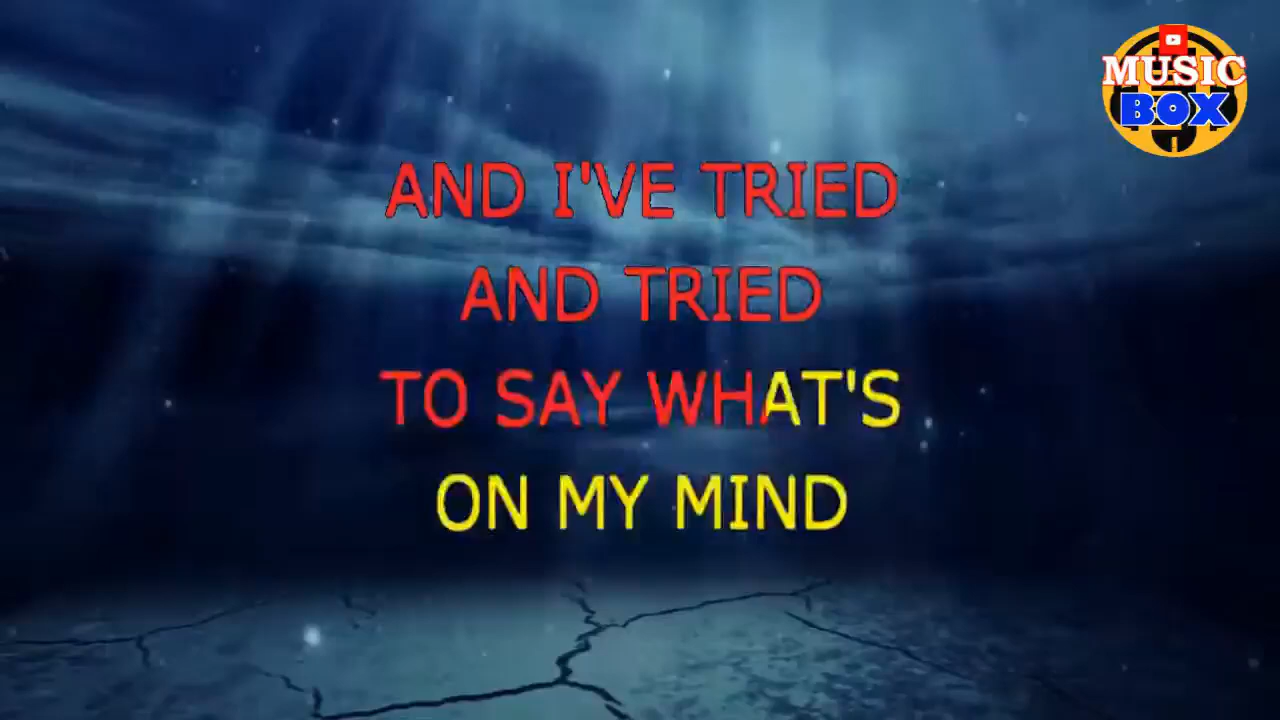 MUSIC
BOX
AND I'VE TRIED
AND TRIED
TO SAY WHAT'S
ON MY MIND